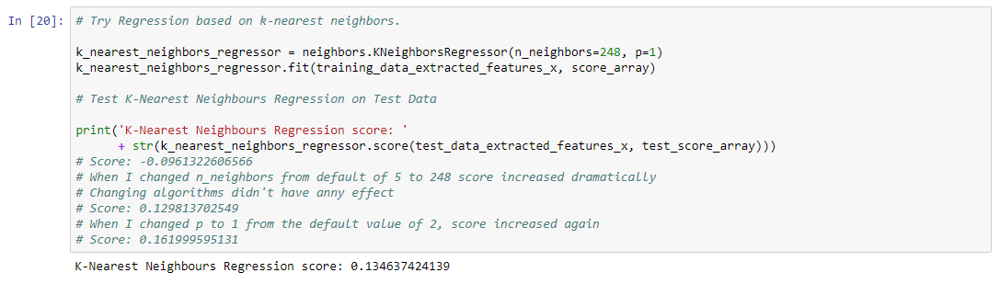 In [20]: # Try Regression based on k-nearest neighbors.
k_nearest_neighbors_regressor = neighbors.KNeighborsRegressor(n_neighbors=248, p=1)
k_nearest_neighbors_regressor.fit(training_data_extracted_features_x, score_array)
# Test K-Nearest Neighbours Regression on Test Data
print('K-Nearest Neighbours Regression score: '
+ str(k_nearest_neighbors_regressor.score(test_data_extracted_features_x, test_score_array)))
# Score: -0.0961322606566
# When I changed n_neighbors from default of 5 to 248 score increased dramatically
# Changing algorithms didn't have anny effect
# Score: 0.129813702549
# When I changed p to 1 from the default value of 2, score increased again
# Score: 0.161999595131
K-Nearest Neighbours Regression score: 0.134637424139